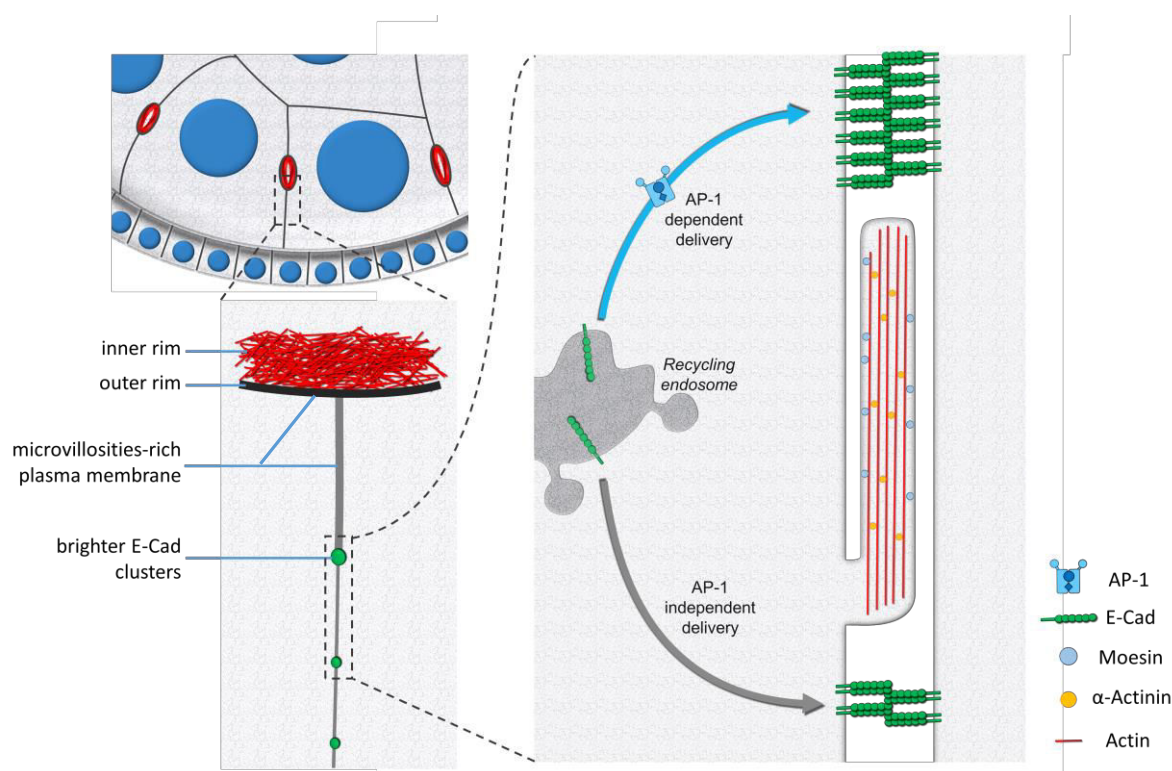 inner rim
outer rim
microvillosities-rich
plasma membrane
brighter E-Cad
clusters
AP-1
dependent
delivery
Recycling
endosome
AP-1
independent
delivery
AP-1
E-Cad
Moesin
α-Actinin
Actin